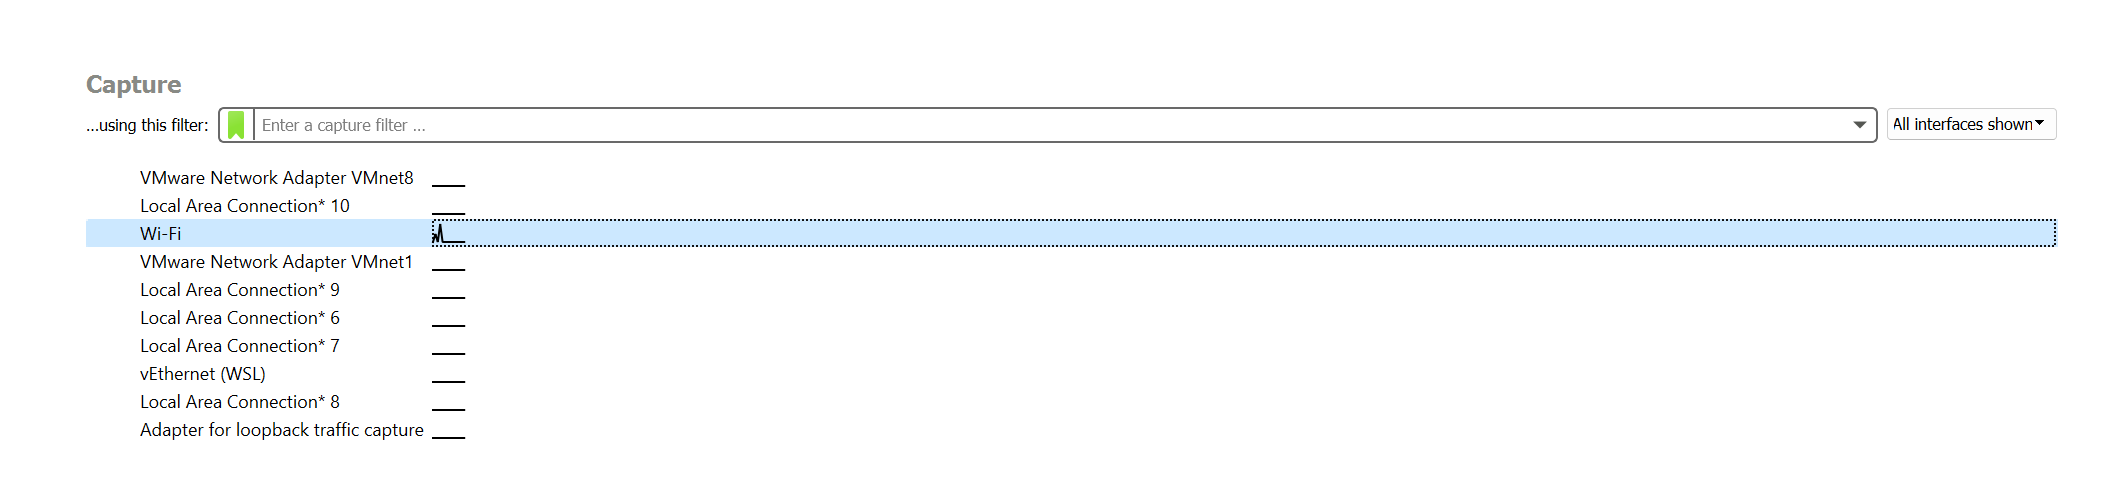 Capture
...using this filter: Enter a capture filter ... All interfaces shown
VMware Network Adapter VMnet8
Local Area Connection* 10
Wi-Fi
VMware Network Adapter VMnet1
Local Area Connection* 9
Local Area Connection* 6
Local Area Connection* 7
vEthernet (WSL)
Local Area Connection* 8
Adapter for loopback traffic capture